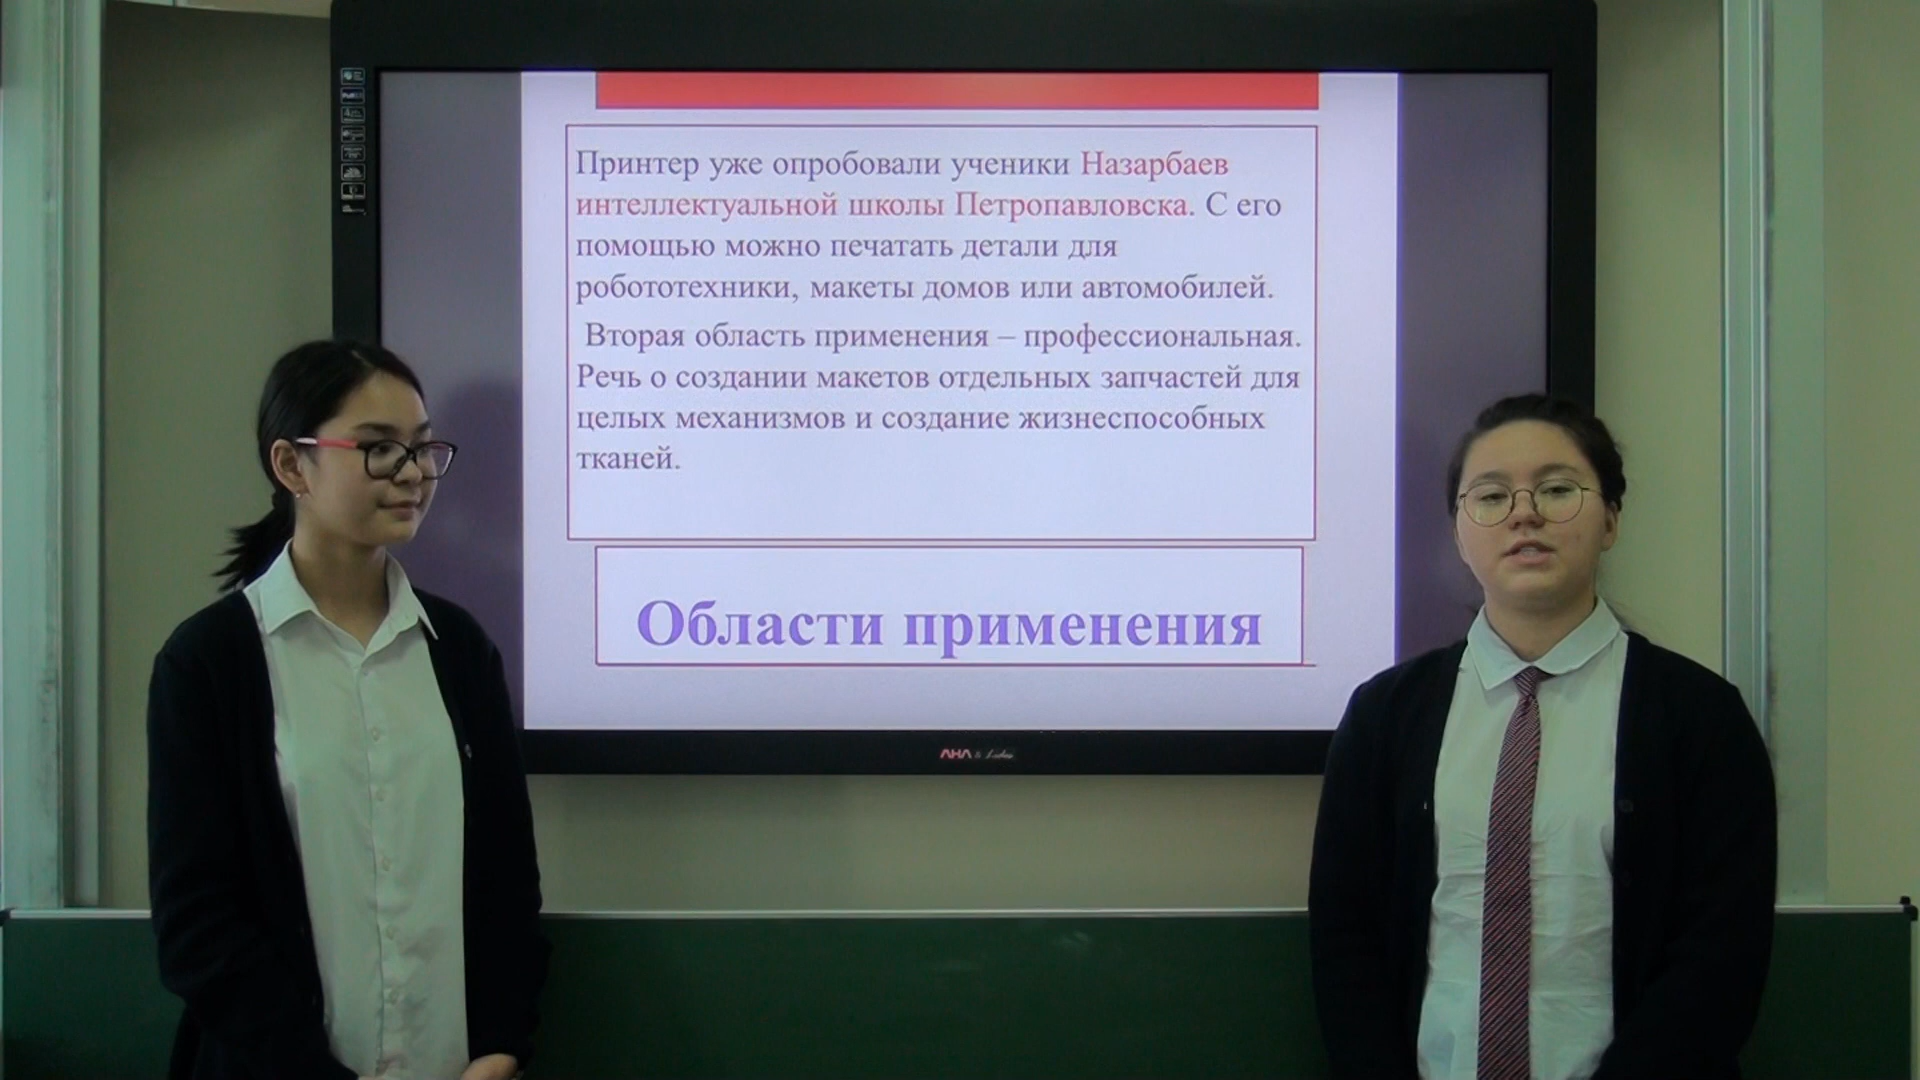 Принтер уже опробовали ученики Назарбаев
интеллектуальной школы Петропавловска. С его
помощью можно печатать детали для
робототехники, макеты домов или автомобилей.
Вторая область применения – профессиональная.
Речь о создании макетов отдельных запчастей для
целых механизмов и создание жизнеспособных
тканей.
Области применения